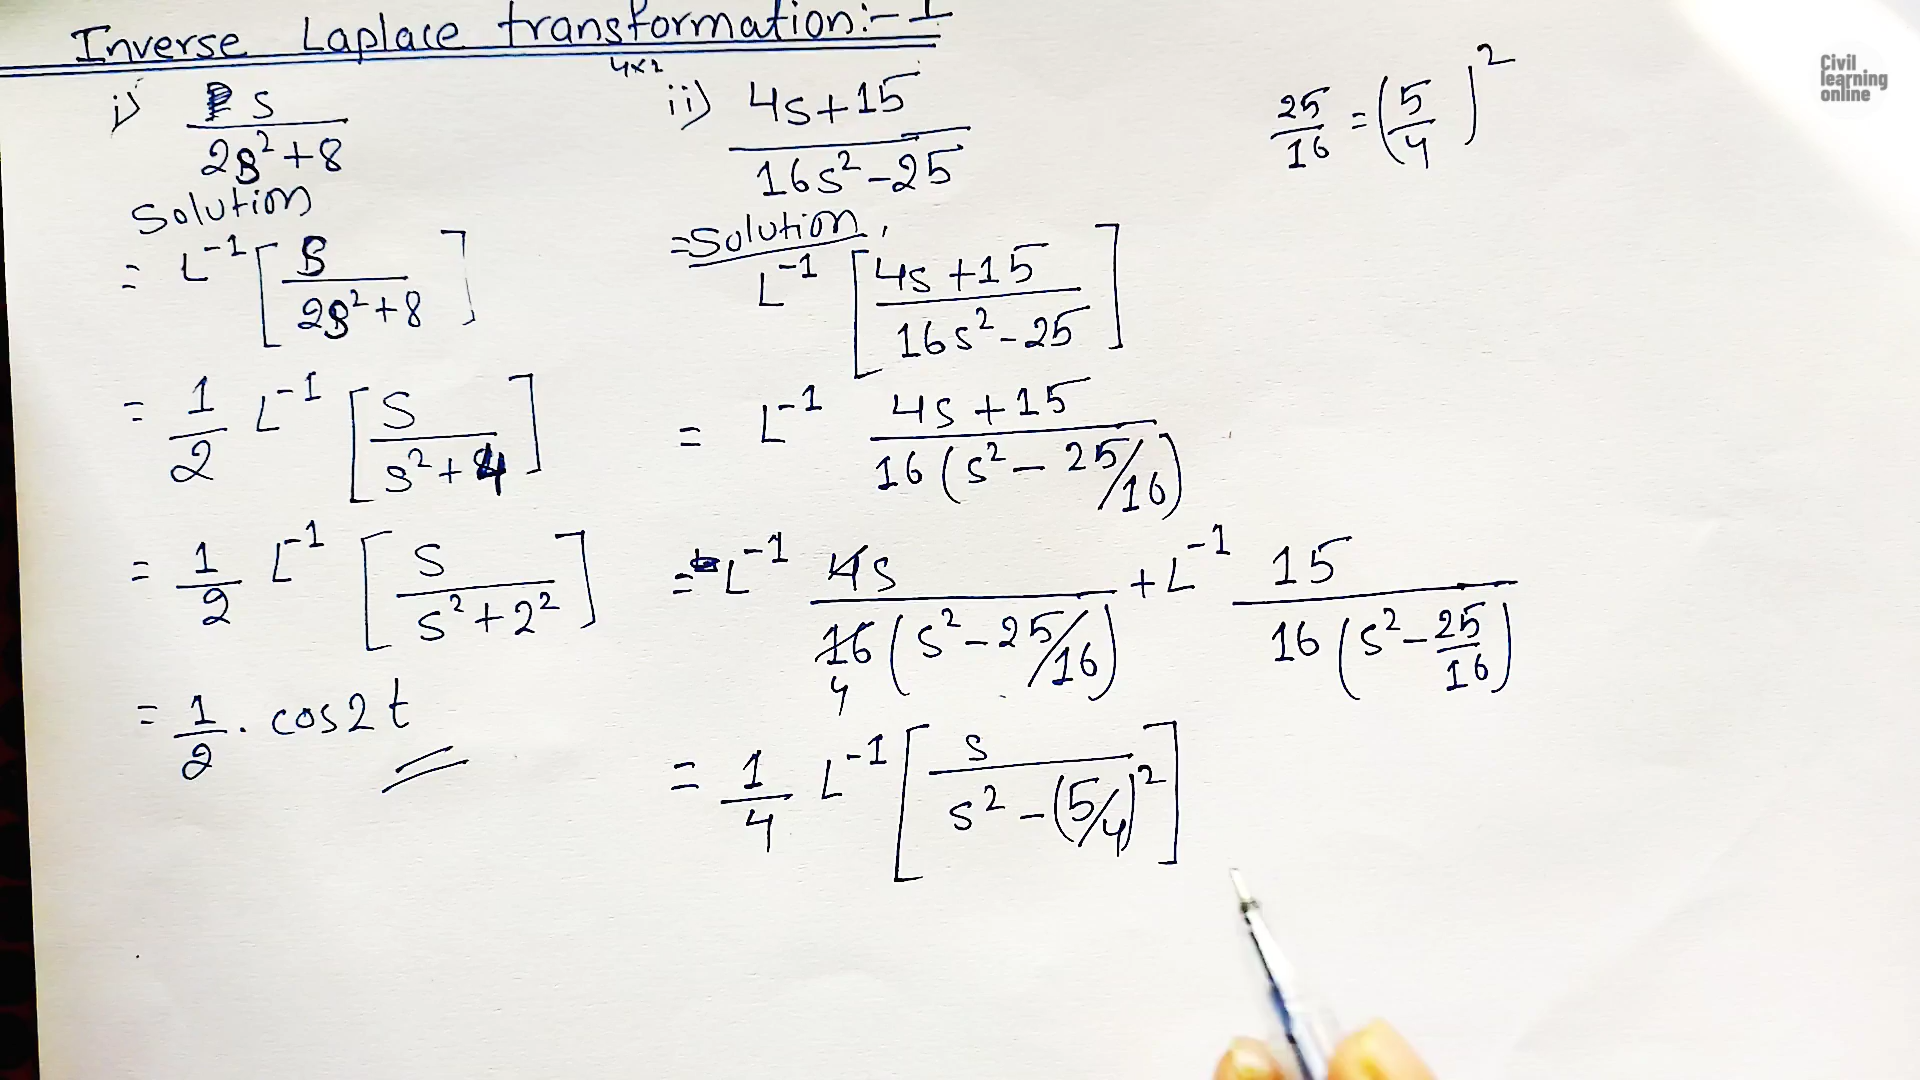 Inverse Laplace transformation:- I
i) s / 2s²+8
Solution
= L⁻¹ [ s / 2s²+8 ]
= 1/2 L⁻¹ [ s / s²+4 ]
= 1/2 L⁻¹ [ s / s²+2² ]
= 1/2 . cos2t
4×2
ii) 4s+15 / 16s²-25
=Solution,
L⁻¹ [ 4s+15 / 16s²-25 ]
= L⁻¹ 4s+15 / 16(s²-25/16)
= L⁻¹ 4s / 16(s²-25/16) + L⁻¹ 15 / 16(s²-25/16)
4
= 1/4 L⁻¹ [ s / s²-(5/4)² ]
25/16 = (5/4)²
Civil
learning
online